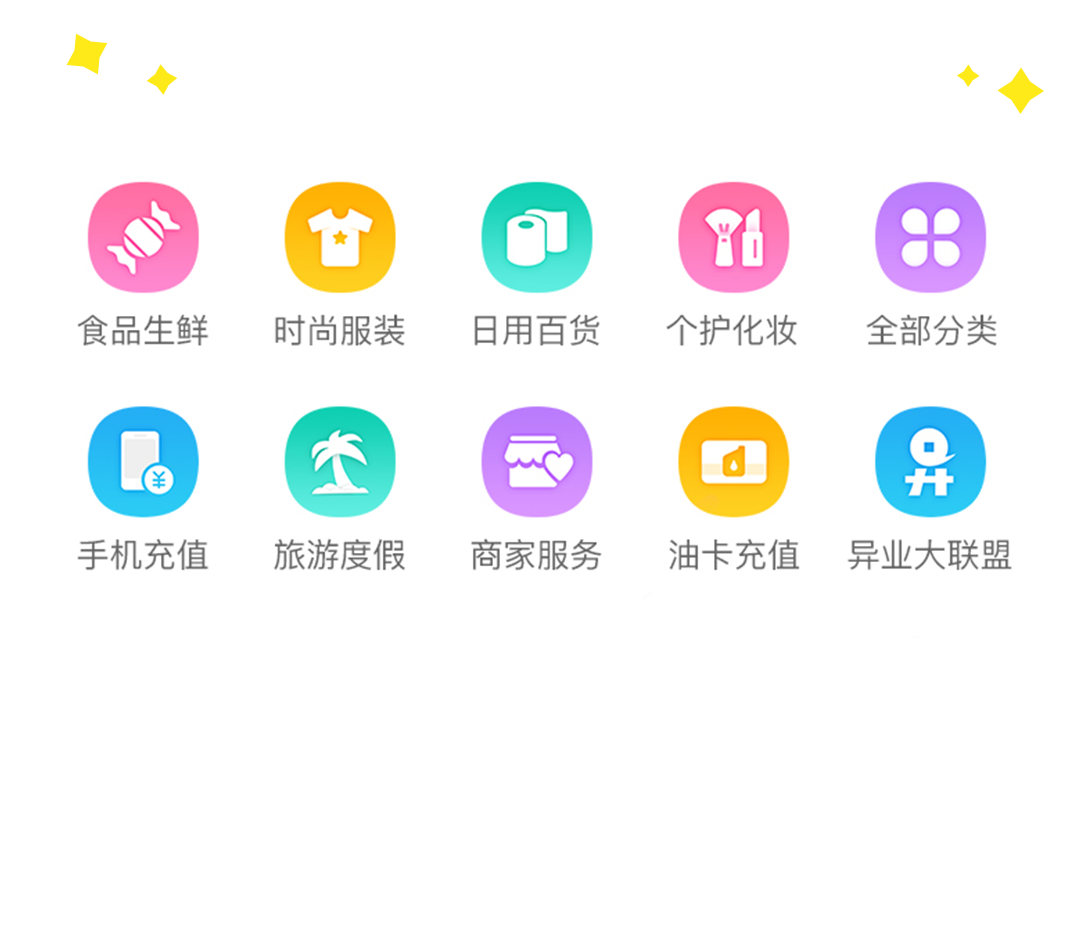 食品生鲜 时尚服装 日用百货 个护化妆 全部分类
手机充值 旅游度假 商家服务 油卡充值 异业大联盟